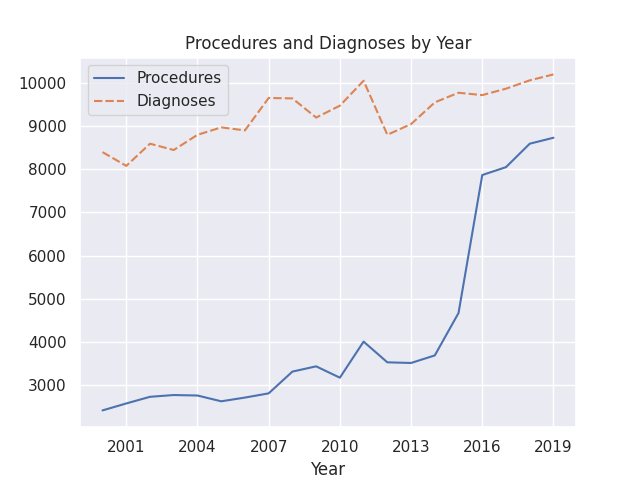 Procedures and Diagnoses by Year
Procedures
Diagnoses
10000
9000
8000
7000
6000
5000
4000
3000
2001 2004 2007 2010 2013 2016 2019
Year